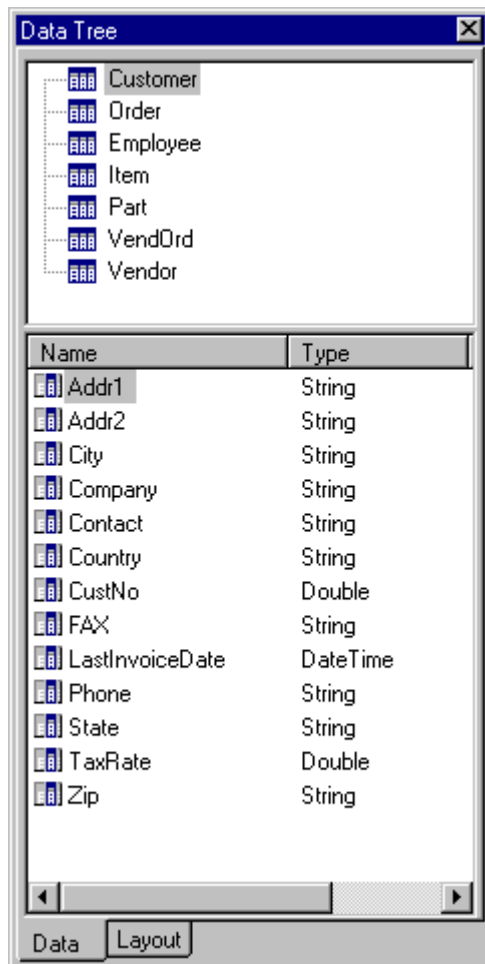 Data Tree
Customer
Order
Employee
Item
Part
VendOrd
Vendor
Name Type
Addr1 String
Addr2 String
City String
Company String
Contact String
Country String
CustNo Double
FAX String
LastInvoiceDate DateTime
Phone String
State String
TaxRate Double
Zip String
Data Layout